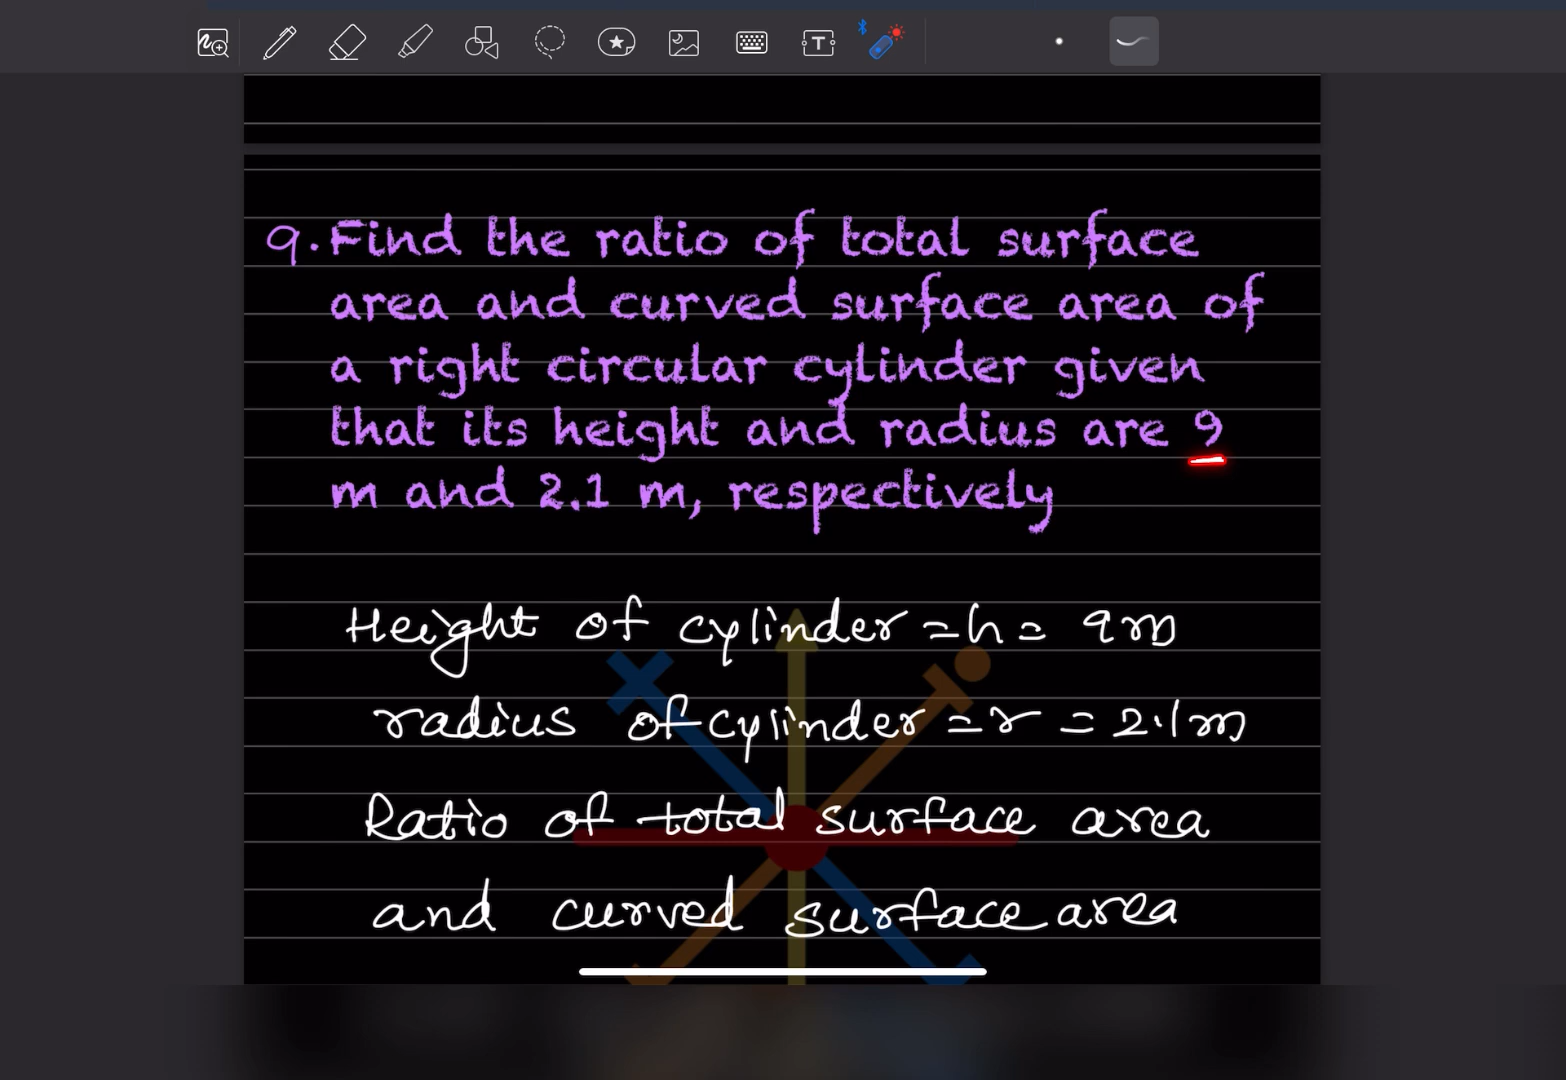 9. Find the ratio of total surface
area and curved surface area of
a right circular cylinder given
that its height and radius are 9
m and 2.1 m, respectively
Height of cylinder = h = 9m
radius of cylinder = r = 2.1m
Ratio of total surface area
and curved surface area